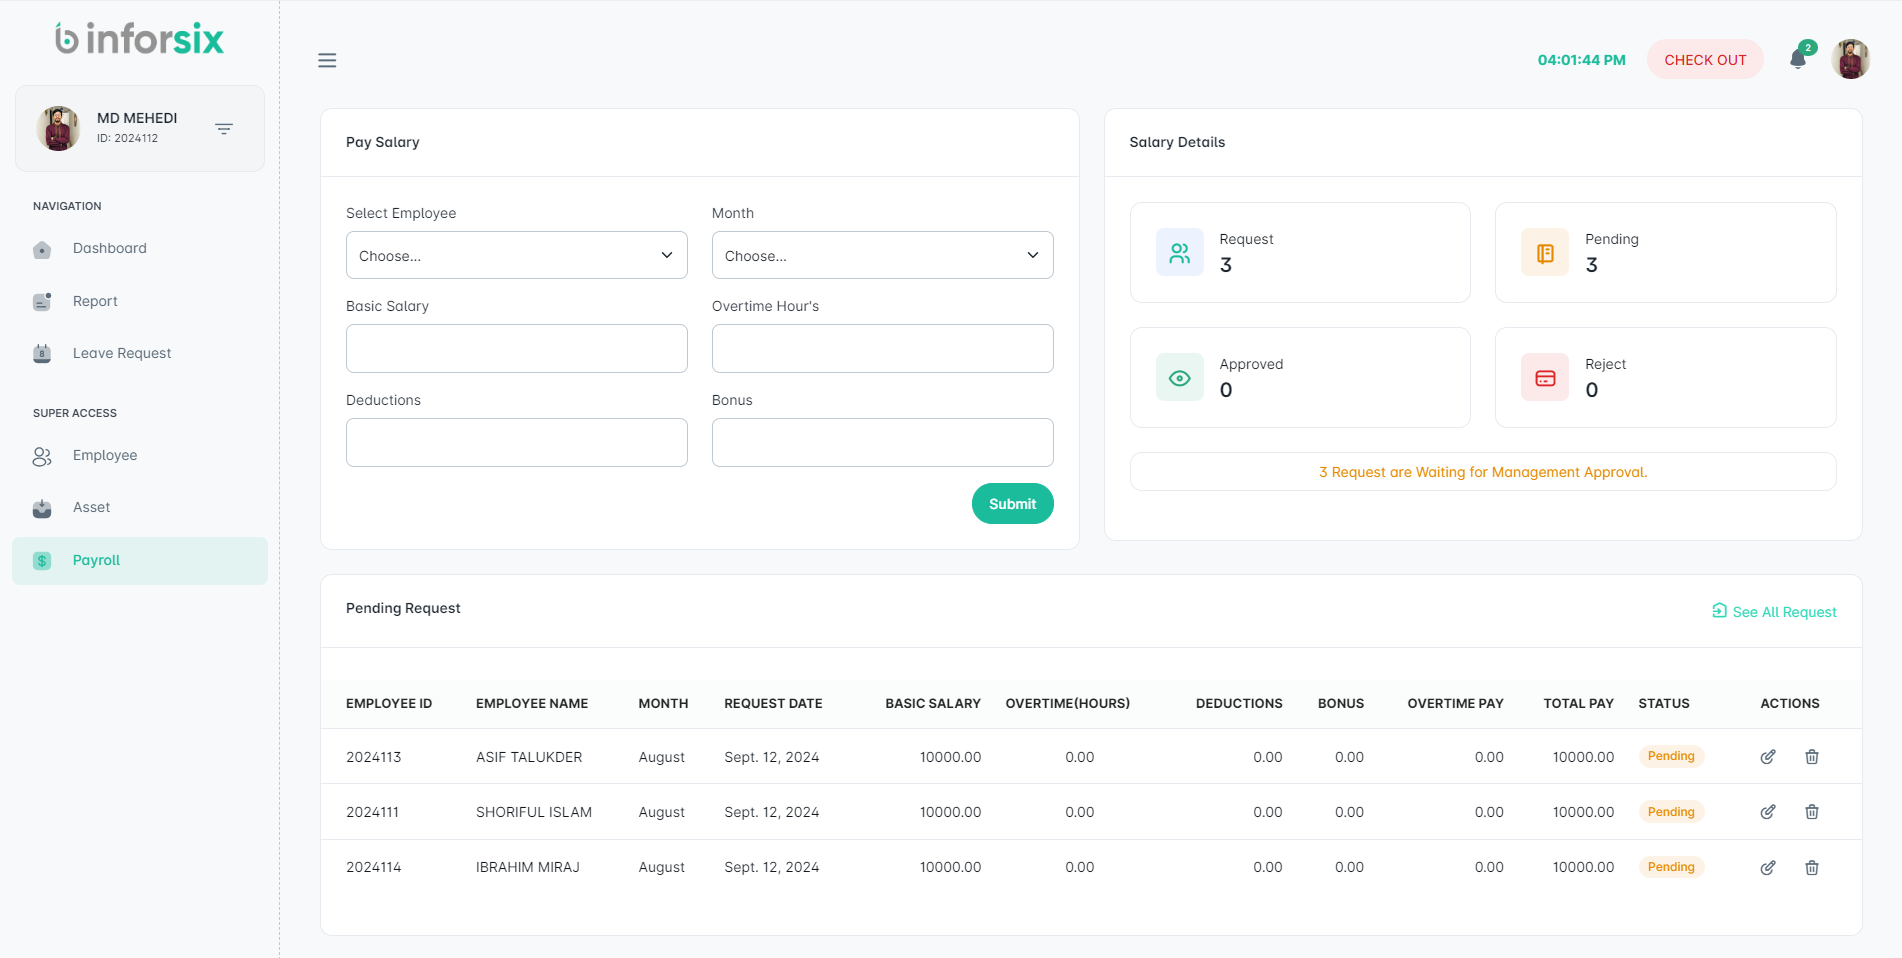 inforsix
MD MEHEDI
ID: 2024112
NAVIGATION
Dashboard
Report
8
Leave Request
SUPER ACCESS
Employee
Asset
$
Payroll
04:01:44 PM
CHECK OUT
2
Pay Salary
Select Employee
Month
Choose...
Choose...
Basic Salary
Overtime Hour's
Deductions
Bonus
Submit
Salary Details
Request
3
Pending
3
Approved
0
Reject
0
3 Request are Waiting for Management Approval.
Pending Request
See All Request
EMPLOYEE ID EMPLOYEE NAME MONTH REQUEST DATE BASIC SALARY OVERTIME(HOURS) DEDUCTIONS BONUS OVERTIME PAY TOTAL PAY STATUS ACTIONS
2024113 ASIF TALUKDER August Sept. 12, 2024 10000.00 0.00 0.00 0.00 0.00 10000.00 Pending
2024111 SHORIFUL ISLAM August Sept. 12, 2024 10000.00 0.00 0.00 0.00 0.00 10000.00 Pending
2024114 IBRAHIM MIRAJ August Sept. 12, 2024 10000.00 0.00 0.00 0.00 0.00 10000.00 Pending